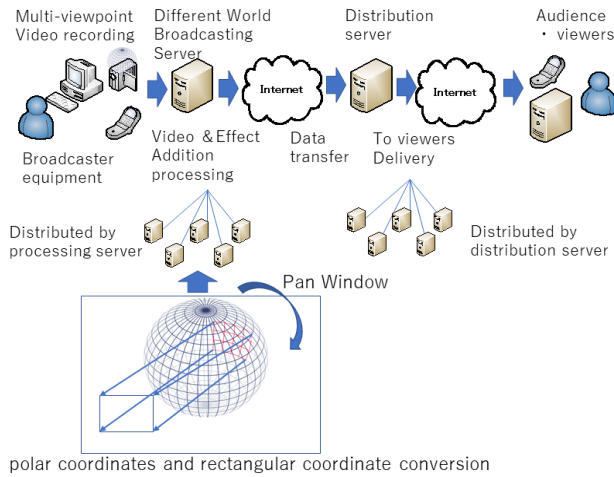 Multi-viewpoint
Video recording
Different World
Broadcasting
Server
Distribution
server
Audience
・ viewers
Internet
Internet
Broadcaster
equipment
Video ＆Effect
Addition
processing
Data
transfer
To viewers
Delivery
Distributed by
processing server
Distributed by
distribution server
Pan Window
polar coordinates and rectangular coordinate conversion